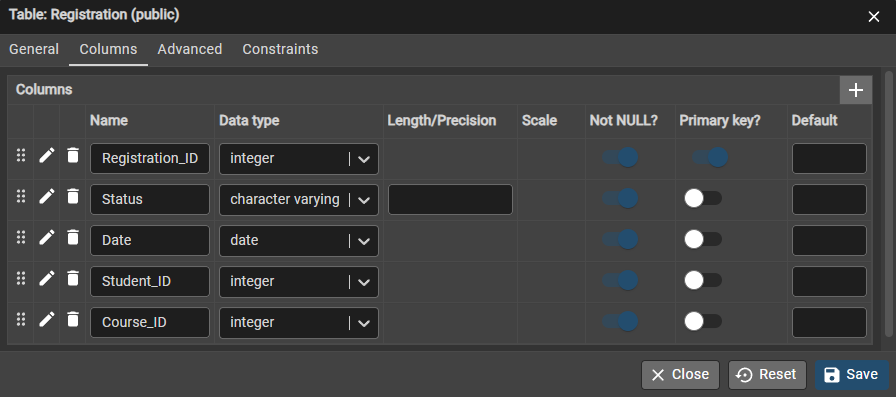 Table: Registration (public)
General Columns Advanced Constraints
Columns
Name Data type Length/Precision Scale Not NULL? Primary key? Default
Registration_ID integer
Status character varying
Date date
Student_ID integer
Course_ID integer
Close Reset Save